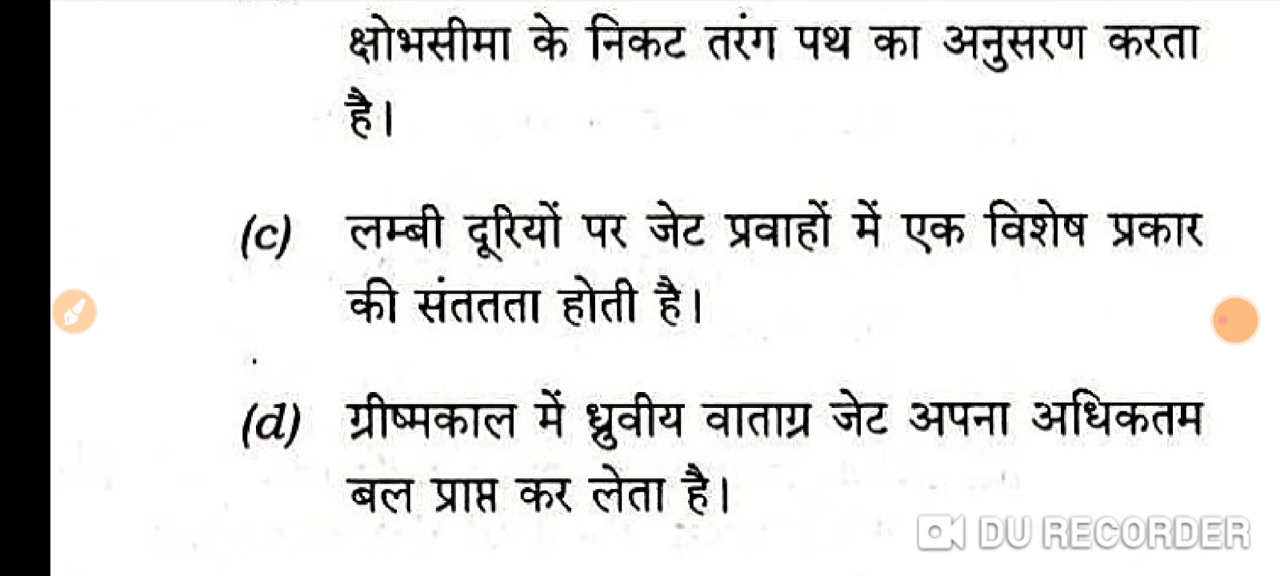 क्षोभसीमा के निकट तरंग पथ का अनुसरण करता
है।
(c) लम्बी दूरियों पर जेट प्रवाहों में एक विशेष प्रकार
की संततता होती है।
(d) ग्रीष्मकाल में ध्रुवीय वाताग्र जेट अपना अधिकतम
बल प्राप्त कर लेता है।
DU RECORDER